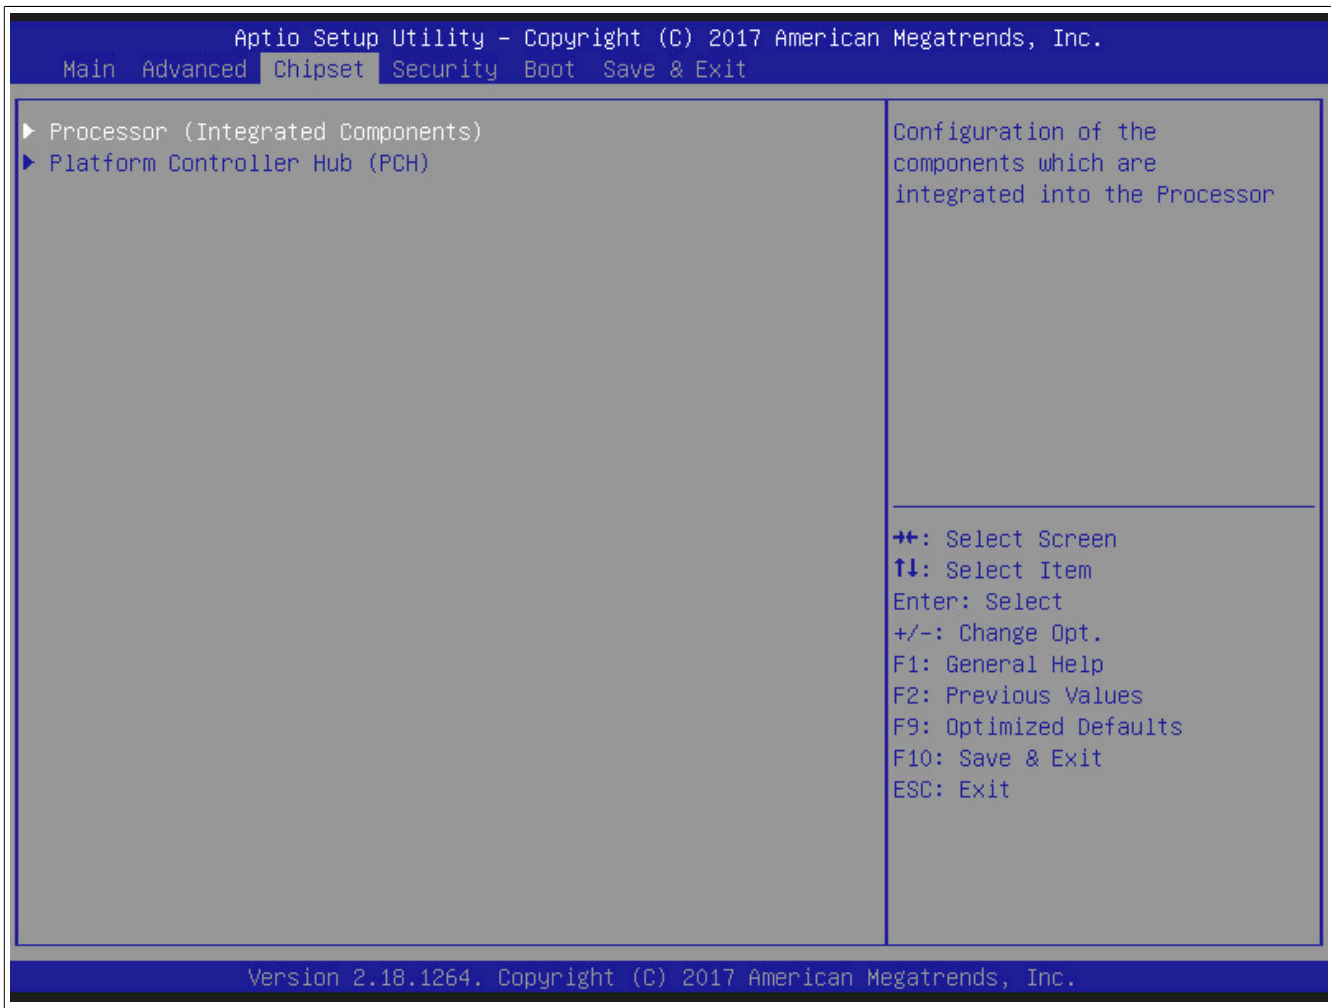 Aptio Setup Utility – Copyright (C) 2017 American Megatrends, Inc.
Main Advanced Chipset Security Boot Save & Exit
Processor (Integrated Components)
Platform Controller Hub (PCH)
Configuration of the
components which are
integrated into the Processor
→←: Select Screen
↑↓: Select Item
Enter: Select
+/-: Change Opt.
F1: General Help
F2: Previous Values
F9: Optimized Defaults
F10: Save & Exit
ESC: Exit
Version 2.18.1264. Copyright (C) 2017 American Megatrends, Inc.